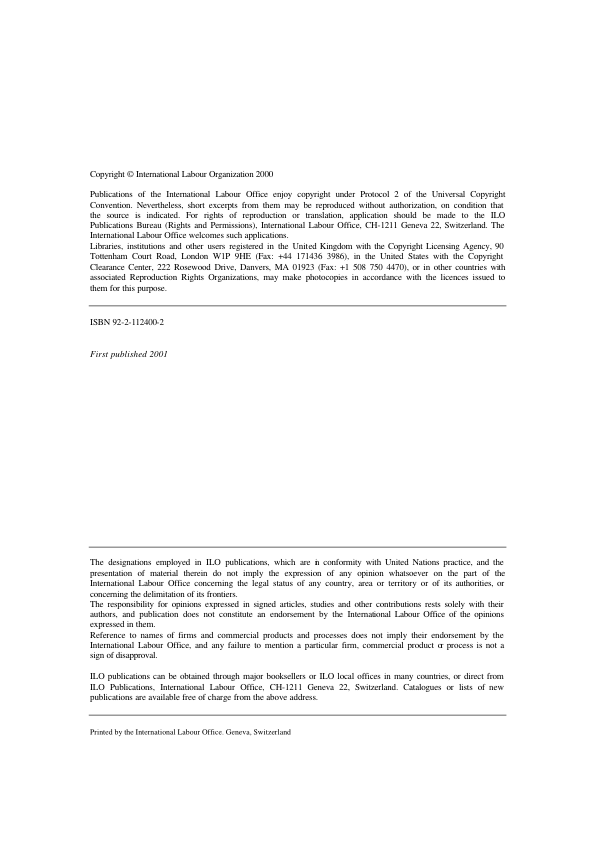 Copyright © International Labour Organization 2000
Publications of the International Labour Office enjoy copyright under Protocol 2 of the Universal Copyright
Convention. Nevertheless, short excerpts from them may be reproduced without authorization, on condition that
the source is indicated. For rights of reproduction or translation, application should be made to the ILO
Publications Bureau (Rights and Permissions), International Labour Office, CH-1211 Geneva 22, Switzerland. The
International Labour Office welcomes such applications.
Libraries, institutions and other users registered in the United Kingdom with the Copyright Licensing Agency, 90
Tottenham Court Road, London W1P 9HE (Fax: +44 171436 3986), in the United States with the Copyright
Clearance Center, 222 Rosewood Drive, Danvers, MA 01923 (Fax: +1 508 750 4470), or in other countries with
associated Reproduction Rights Organizations, may make photocopies in accordance with the licences issued to
them for this purpose.
ISBN 92-2-112400-2
First published 2001
The designations employed in ILO publications, which are in conformity with United Nations practice, and the
presentation of material therein do not imply the expression of any opinion whatsoever on the part of the
International Labour Office concerning the legal status of any country, area or territory or of its authorities, or
concerning the delimitation of its frontiers.
The responsibility for opinions expressed in signed articles, studies and other contributions rests solely with their
authors, and publication does not constitute an endorsement by the International Labour Office of the opinions
expressed in them.
Reference to names of firms and commercial products and processes does not imply their endorsement by the
International Labour Office, and any failure to mention a particular firm, commercial product or process is not a
sign of disapproval.
ILO publications can be obtained through major booksellers or ILO local offices in many countries, or direct from
ILO Publications, International Labour Office, CH-1211 Geneva 22, Switzerland. Catalogues or lists of new
publications are available free of charge from the above address.
Printed by the International Labour Office. Geneva, Switzerland